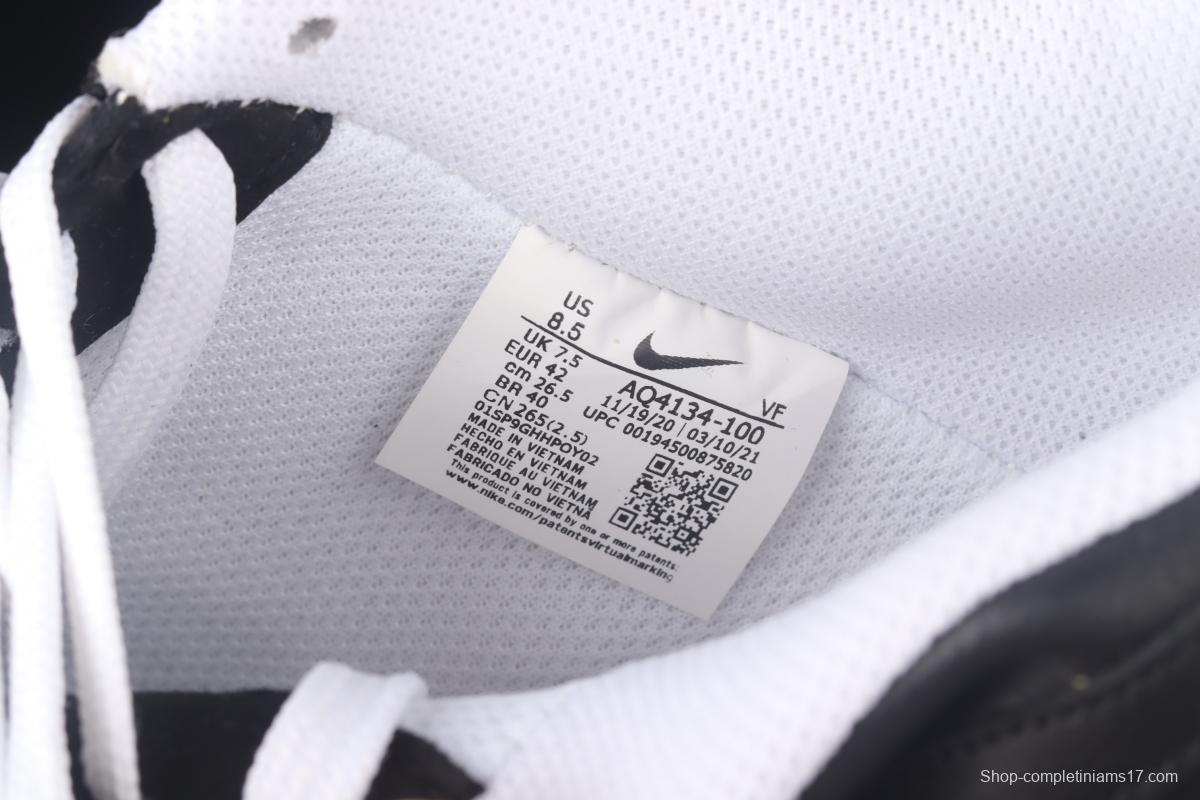 US
8.5
UK 7.5
EUR 42
cm 26.5
BR 40
CN 265(2.5)
01SP9GHHPOY02
MADE IN VIETNAM
HECHO EN VIETNAM
FABRIQUE AU VIETNAM
FABRICADO NO VIETNÃ
This product is covered by one or more patents:
www.nike.com/patentsvirtualmarking
VF
AQ4134-100
11/19/20 | 03/10/21
UPC 00194500875820
Shop-completiniams17.com